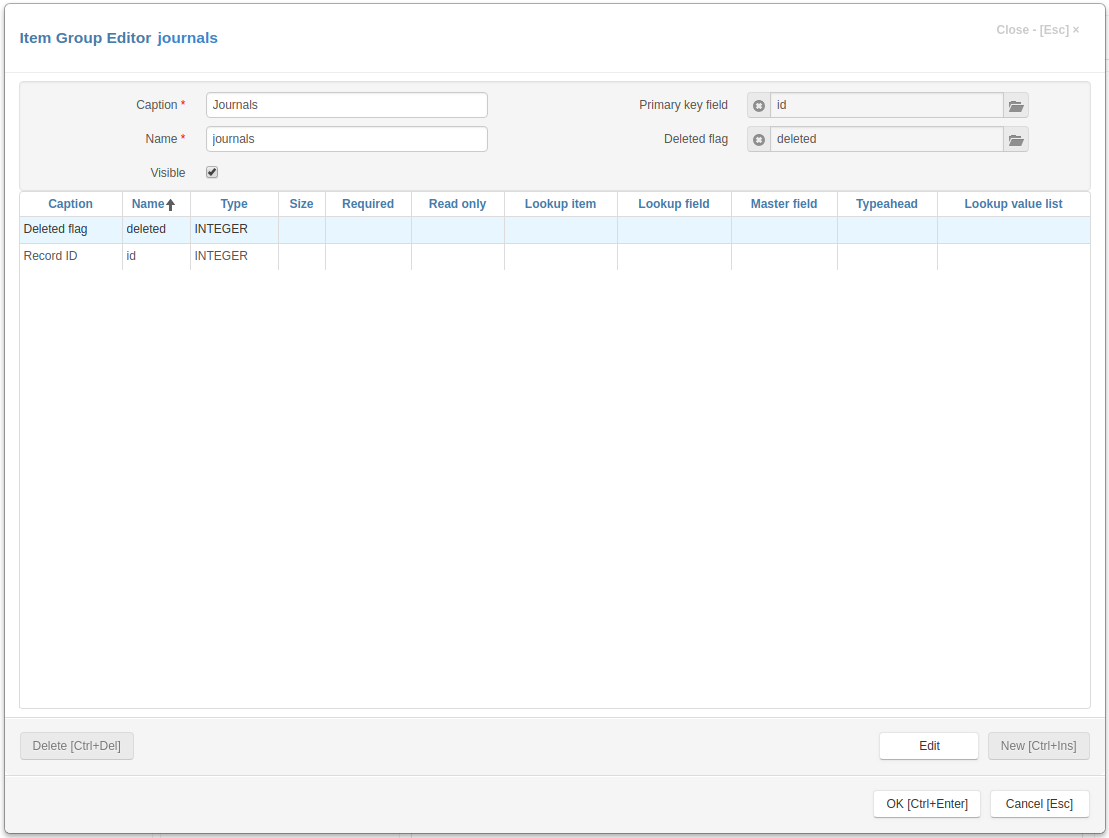 Item Group Editor journals
Close - [Esc] ×
Caption * Journals Primary key field id
Name * journals Deleted flag deleted
Visible
Caption Name Type Size Required Read only Lookup item Lookup field Master field Typeahead Lookup value list
Deleted flag deleted INTEGER
Record ID id INTEGER
Delete [Ctrl+Del] Edit New [Ctrl+Ins]
OK [Ctrl+Enter] Cancel [Esc]